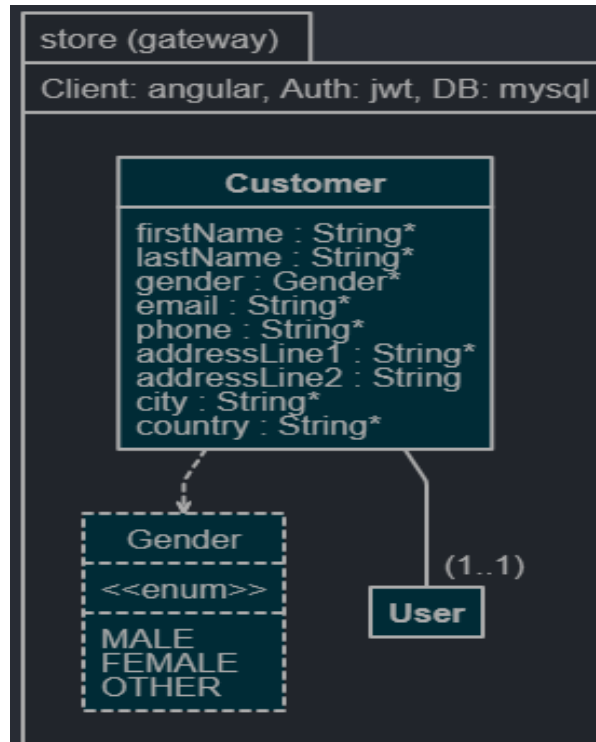 store (gateway)
Client: angular, Auth: jwt, DB: mysql
Customer
firstName : String*
lastName : String*
gender : Gender*
email : String*
phone : String*
addressLine1 : String*
addressLine2 : String
city : String*
country : String*
Gender
<<enum>>
MALE
FEMALE
OTHER
(1..1)
User